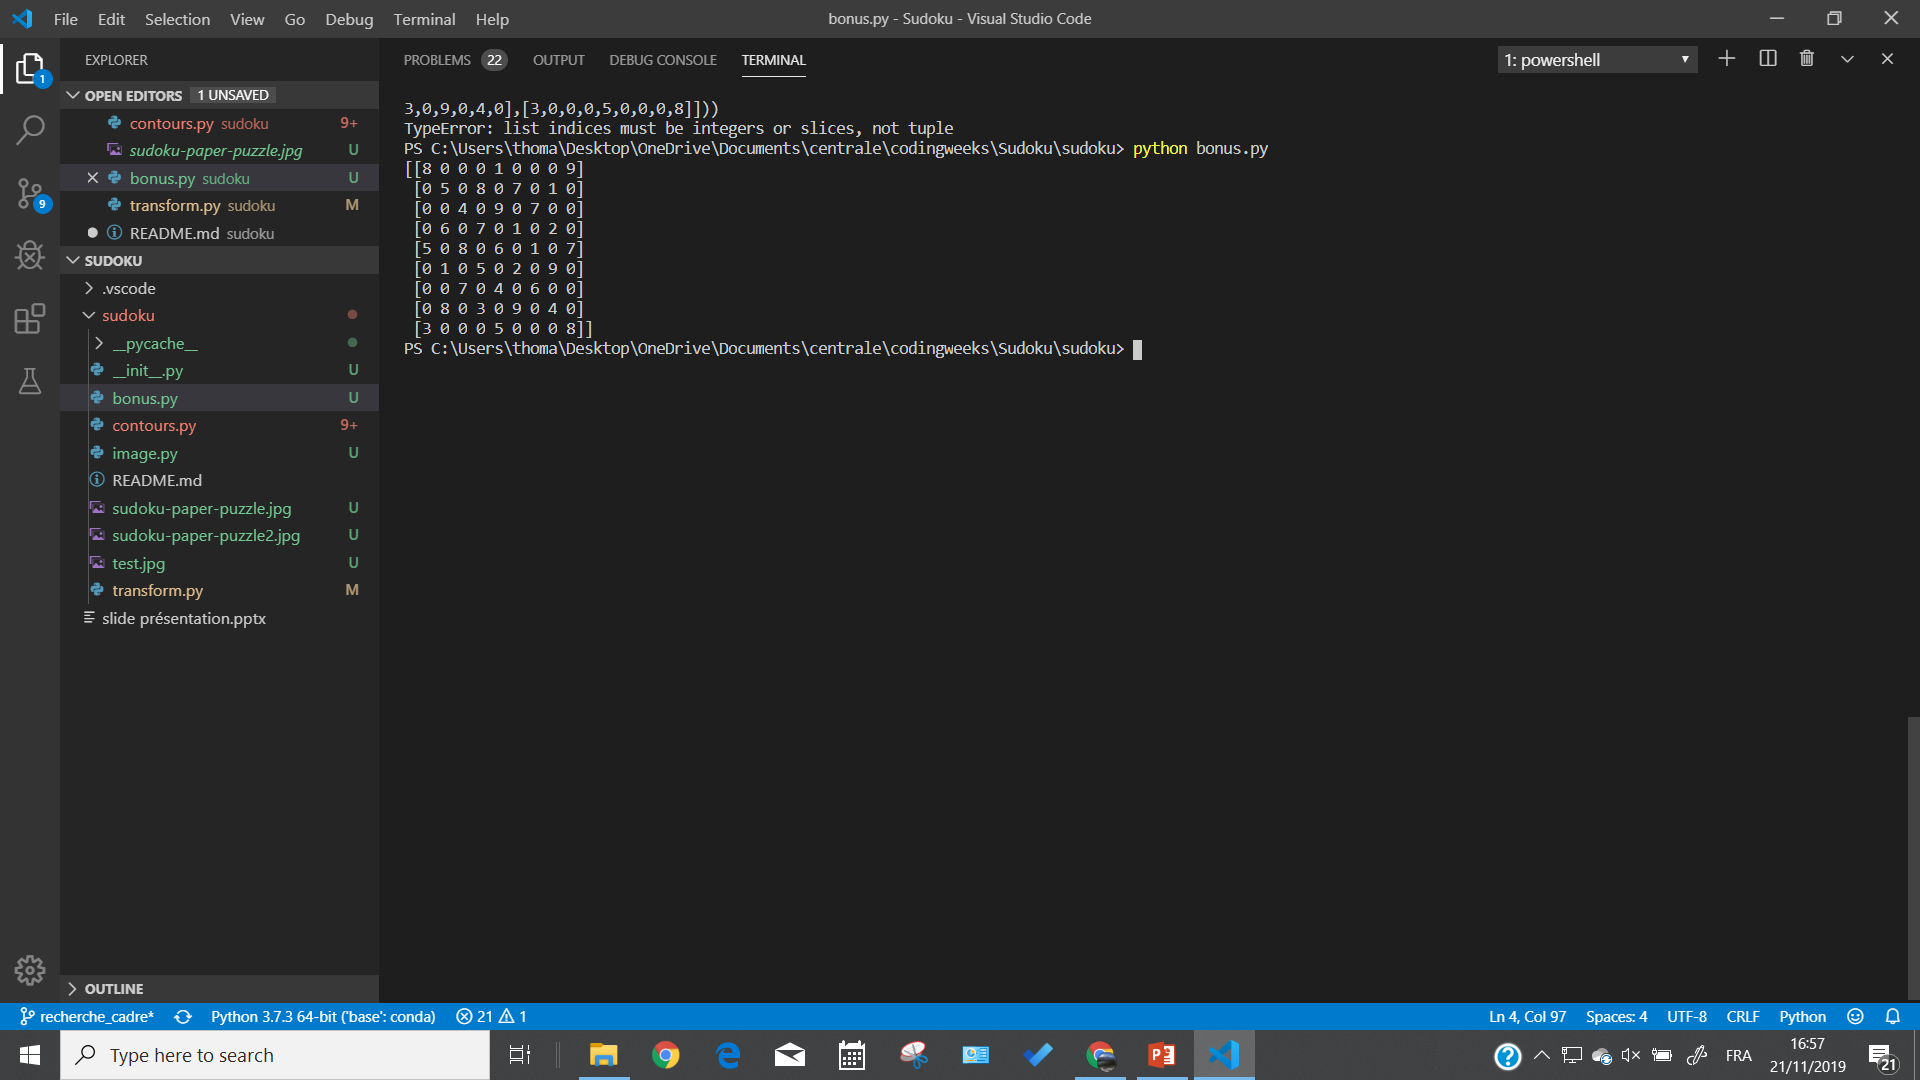 File Edit Selection View Go Debug Terminal Help
bonus.py - Sudoku - Visual Studio Code
EXPLORER
OPEN EDITORS 1 UNSAVED
contours.py sudoku 9+
sudoku-paper-puzzle.jpg U
bonus.py sudoku U
transform.py sudoku M
README.md sudoku
SUDOKU
.vscode
sudoku
__pycache__
__init__.py U
bonus.py U
contours.py 9+
image.py U
README.md
sudoku-paper-puzzle.jpg U
sudoku-paper-puzzle2.jpg U
test.jpg U
transform.py M
slide présentation.pptx
OUTLINE
1
9
PROBLEMS 22 OUTPUT DEBUG CONSOLE TERMINAL
1: powershell
3,0,9,0,4,0],[3,0,0,0,5,0,0,0,8]]))
TypeError: list indices must be integers or slices, not tuple
PS C:\Users\thoma\Desktop\OneDrive\Documents\centrale\codingweeks\Sudoku\sudoku> python bonus.py
[[8 0 0 0 1 0 0 0 9]
[0 5 0 8 0 7 0 1 0]
[0 0 4 0 9 0 7 0 0]
[0 6 0 7 0 1 0 2 0]
[5 0 8 0 6 0 1 0 7]
[0 1 0 5 0 2 0 9 0]
[0 0 7 0 4 0 6 0 0]
[0 8 0 3 0 9 0 4 0]
[3 0 0 0 5 0 0 0 8]]
PS C:\Users\thoma\Desktop\OneDrive\Documents\centrale\codingweeks\Sudoku\sudoku>
recherche_cadre* Python 3.7.3 64-bit ('base': conda) 21 1
Ln 4, Col 97 Spaces: 4 UTF-8 CRLF Python
Type here to search
FRA
16:57
21/11/2019
21